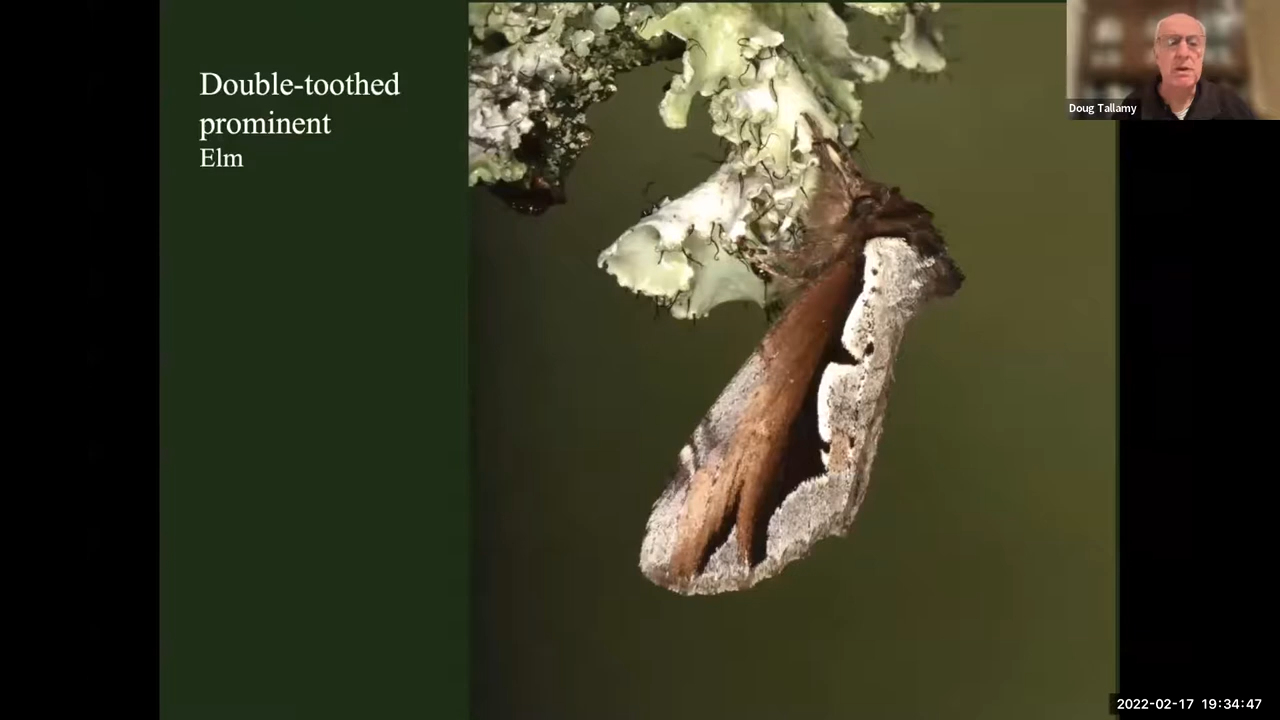 Double-toothed
prominent
Elm
Doug Tallamy
2022-02-17 19:34:47